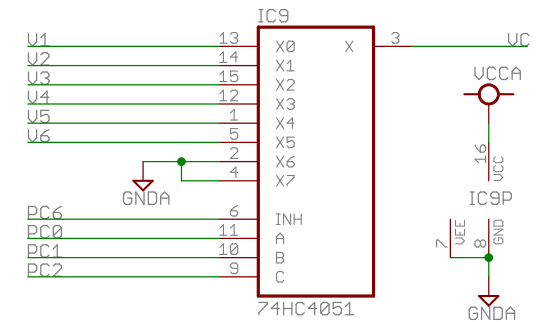 IC9
V1 13 X0 X 3 VC
V2 14 X1
V3 15 X2
V4 12 X3
V5 1 X4
V6 5 X5
2 X6
4 X7
GNDA
PC6 6 INH
PC0 11 A
PC1 10 B
PC2 9 C
74HC4051
VCCA
16 VCC
IC9P
7 VEE 8 GND
GNDA